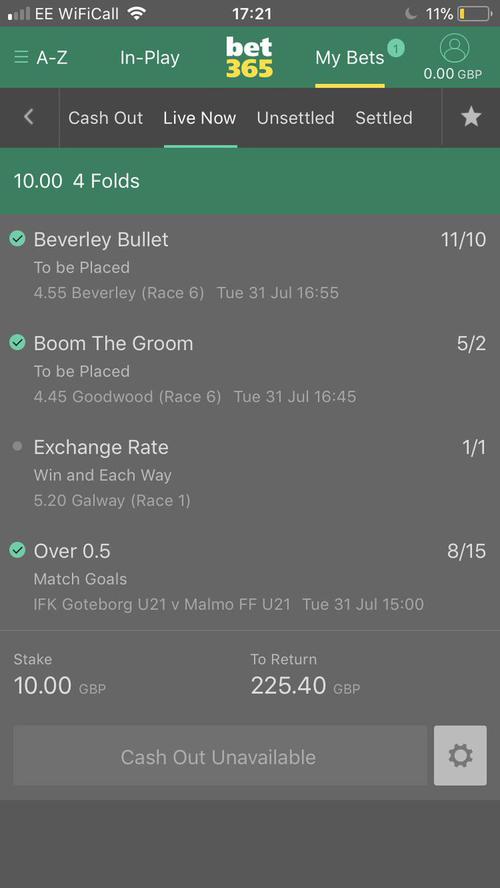 EE WiFiCall 17:21 11%
A-Z In-Play bet365 My Bets 1 0.00 GBP
Cash Out Live Now Unsettled Settled
10.00 4 Folds
Beverley Bullet 11/10
To be Placed
4.55 Beverley (Race 6) Tue 31 Jul 16:55
Boom The Groom 5/2
To be Placed
4.45 Goodwood (Race 6) Tue 31 Jul 16:45
Exchange Rate 1/1
Win and Each Way
5.20 Galway (Race 1)
Over 0.5 8/15
Match Goals
IFK Goteborg U21 v Malmo FF U21 Tue 31 Jul 15:00
Stake To Return
10.00 GBP 225.40 GBP
Cash Out Unavailable